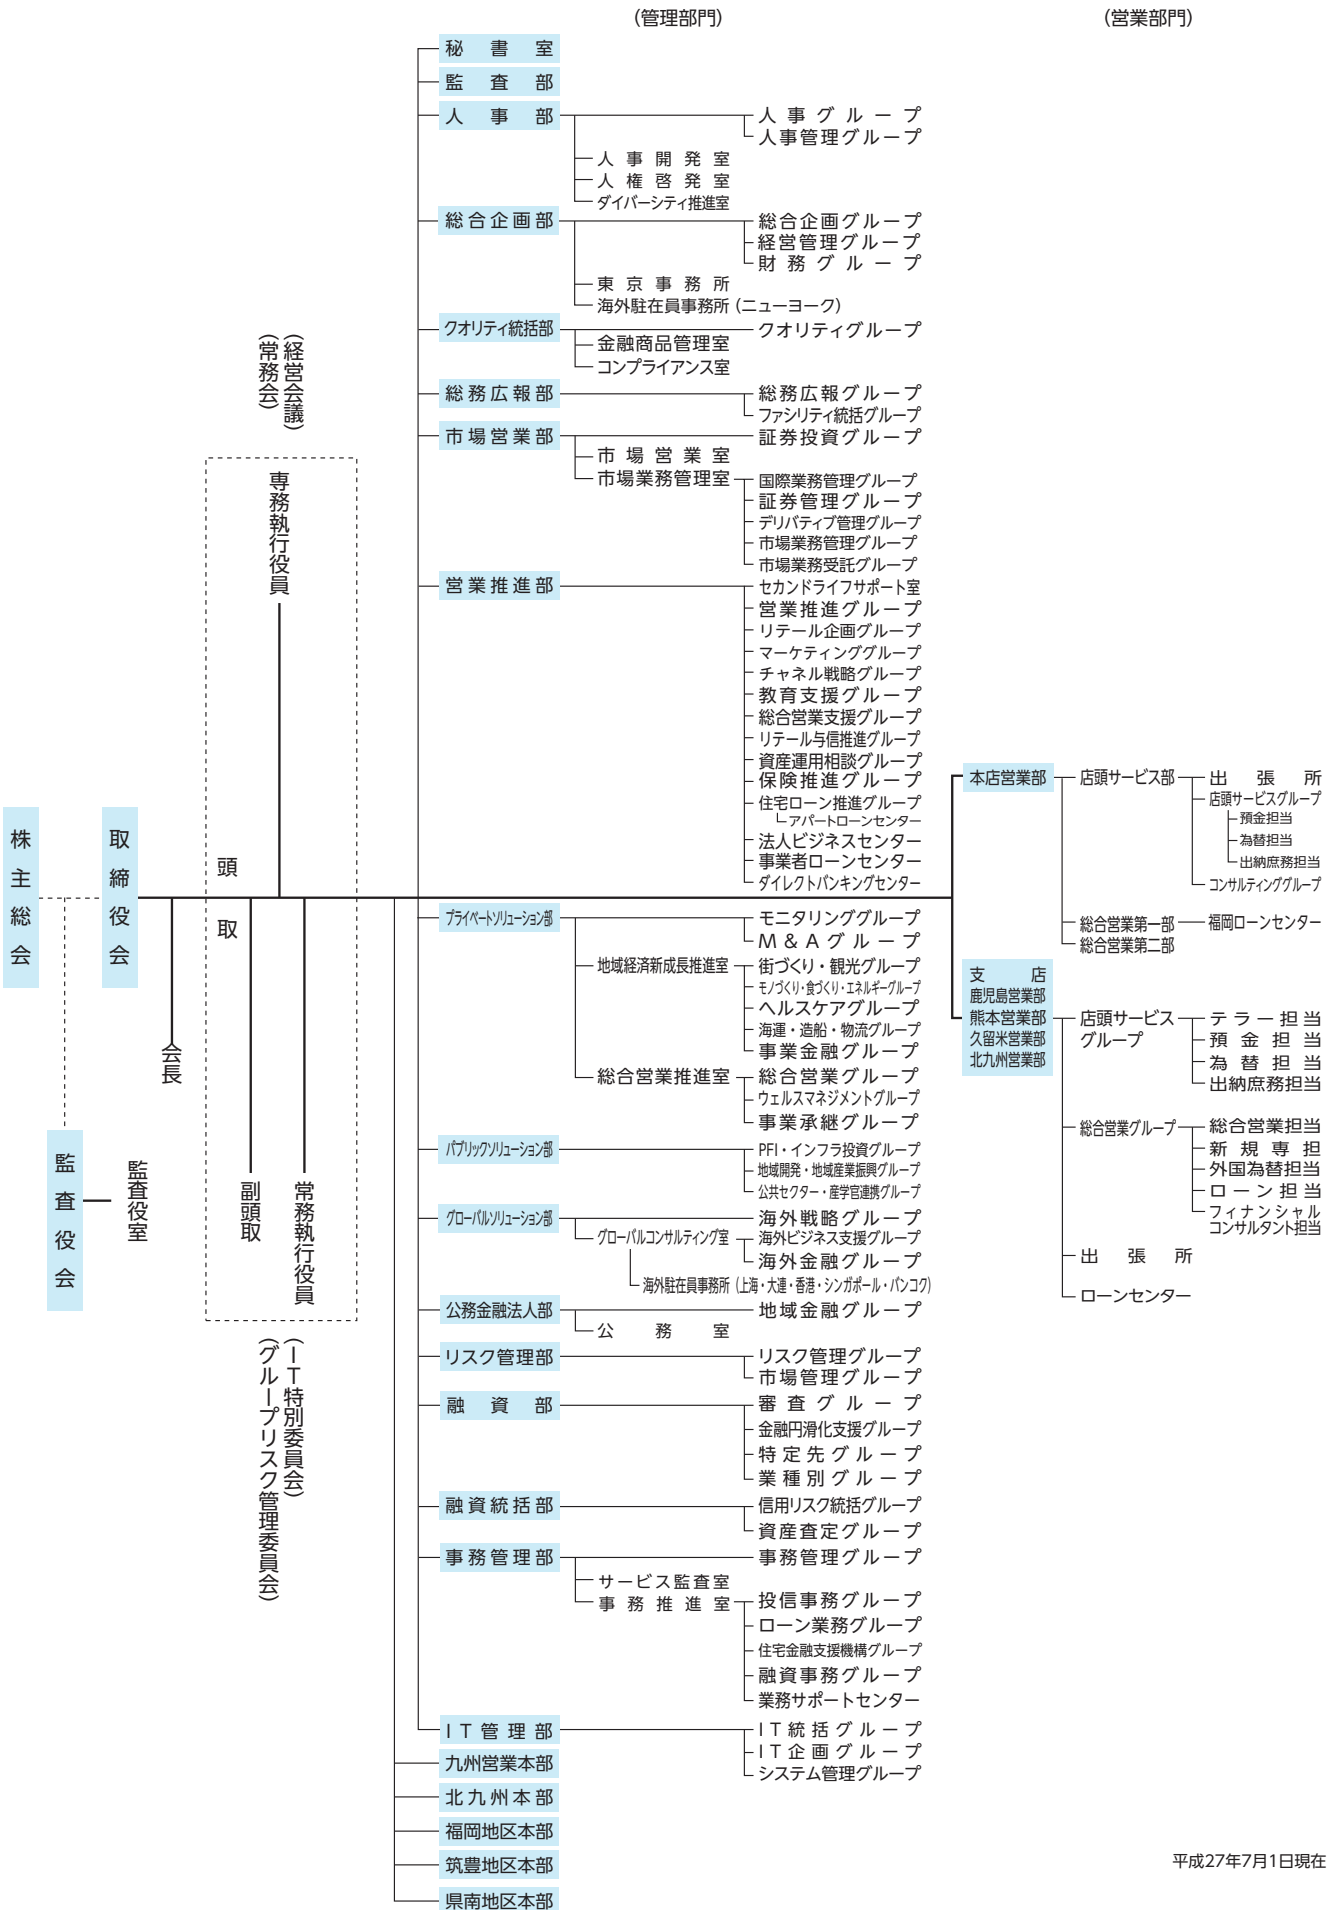 (管理部門)
(営業部門)
秘書室
監査部
人事部
人事グループ
人事管理グループ
人事開発室
人権啓発室
ダイバーシティ推進室
総合企画部
総合企画グループ
経営管理グループ
財務グループ
東京事務所
海外駐在員事務所(ニューヨーク)
クオリティ統括部
クオリティグループ
金融商品管理室
コンプライアンス室
総務広報部
総務広報グループ
ファシリティ統括グループ
市場営業部
証券投資グループ
市場営業室
市場業務管理室
国際業務管理グループ
証券管理グループ
デリバティブ管理グループ
市場業務管理グループ
市場業務受託グループ
営業推進部
セカンドライフサポート室
営業推進グループ
リテール企画グループ
マーケティンググループ
チャネル戦略グループ
教育支援グループ
総合営業支援グループ
リテール与信推進グループ
資産運用相談グループ
保険推進グループ
住宅ローン推進グループ
アパートローンセンター
法人ビジネスセンター
事業者ローンセンター
ダイレクトバンキングセンター
プライベートソリューション部
モニタリンググループ
M&Aグループ
地域経済新成長推進室
街づくり・観光グループ
モノづくり・食づくり・エネルギーグループ
ヘルスケアグループ
海運・造船・物流グループ
事業金融グループ
総合営業推進室
総合営業グループ
ウェルスマネジメントグループ
事業承継グループ
パブリックソリューション部
PFI・インフラ投資グループ
地域開発・地域産業振興グループ
公共セクター・産学官連携グループ
グローバルソリューション部
海外戦略グループ
グローバルコンサルティング室
海外ビジネス支援グループ
海外金融グループ
海外駐在員事務所(上海・大連・香港・シンガポール・バンコク)
公務金融法人部
地域金融グループ
公務室
リスク管理部
リスク管理グループ
市場管理グループ
融資部
審査グループ
金融円滑化支援グループ
特定先グループ
業種別グループ
融資統括部
信用リスク統括グループ
資産査定グループ
事務管理部
事務管理グループ
サービス監査室
事務推進室
投信事務グループ
ローン業務グループ
住宅金融支援機構グループ
融資事務グループ
業務サポートセンター
IT管理部
IT統括グループ
IT企画グループ
システム管理グループ
九州営業本部
北九州本部
福岡地区本部
筑豊地区本部
県南地区本部
株主総会
取締役会
監査役会
監査役室
会長
頭取
副頭取
専務執行役員
常務執行役員
(経営会議)
(常務会)
(IT特別委員会)
(グループリスク管理委員会)
本店営業部
店頭サービス部
出張所
店頭サービスグループ
預金担当
為替担当
出納庶務担当
コンサルティンググループ
総合営業第一部
福岡ローンセンター
総合営業第二部
支店
鹿児島営業部
熊本営業部
久留米営業部
北九州営業部
店頭サービス
グループ
テラー担当
預金担当
為替担当
出納庶務担当
総合営業グループ
総合営業担当
新規専担
外国為替担当
ローン担当
フィナンシャル
コンサルタント担当
出張所
ローンセンター
平成27年7月1日現在